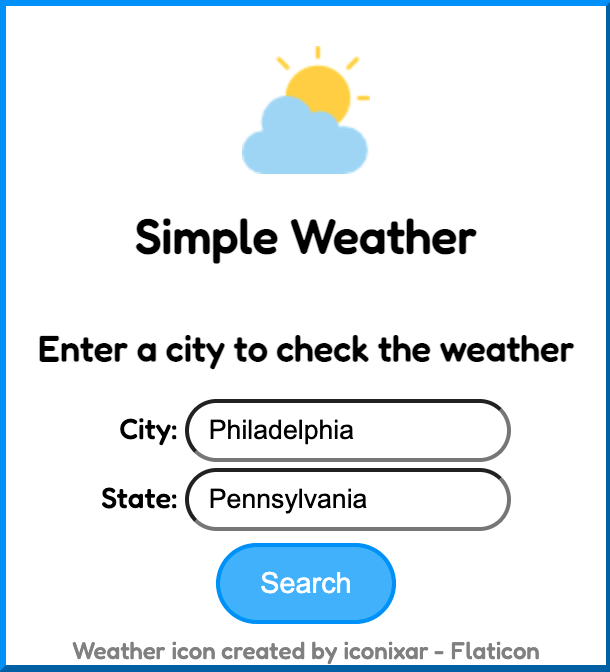 Simple Weather
Enter a city to check the weather
City: Philadelphia
State: Pennsylvania
Search
Weather icon created by iconixar - Flaticon